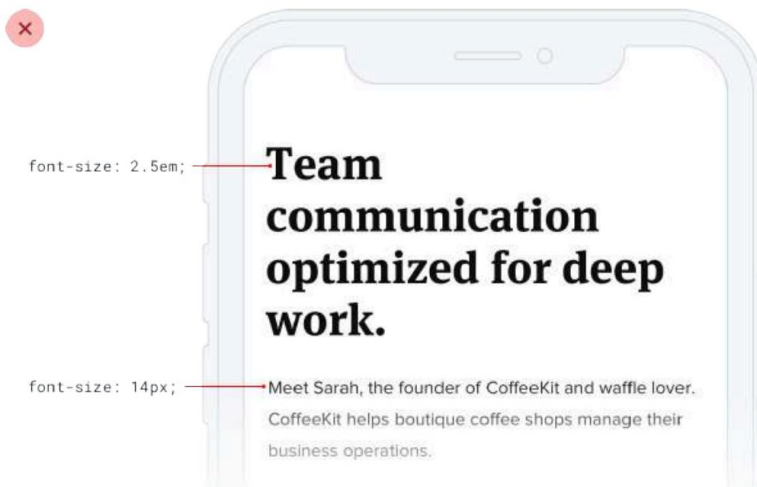 font-size: 2.5em;
Team
communication
optimized for deep
work.
font-size: 14px;
Meet Sarah, the founder of CoffeeKit and waffle lover.
CoffeeKit helps boutique coffee shops manage their
business operations.